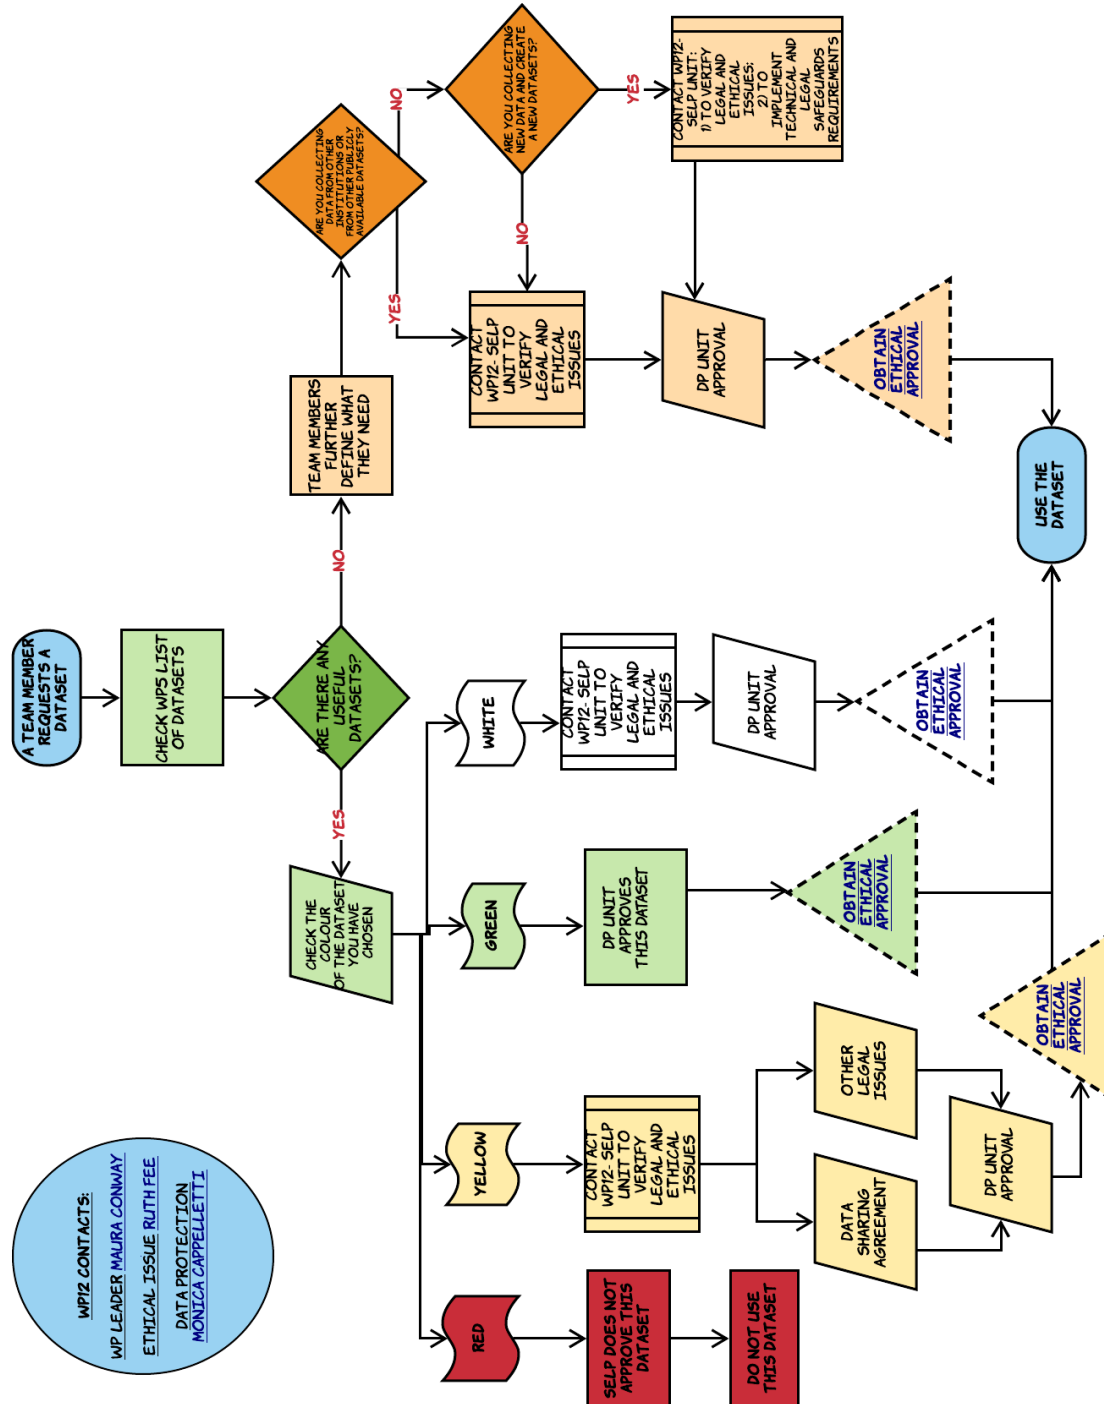 A TEAM MEMBER
REQUESTS A
DATASET
CHECK WP5 LIST
OF DATASETS
ARE THERE ANY
USEFUL
DATASETS?
NO
TEAM MEMBERS
FURTHER
DEFINE WHAT
THEY NEED
ARE YOU COLLECTING
DATA FROM OTHER
INSTITUTIONS OR
FROM OTHER PUBLICLY
AVAILABLE DATASETS?
NO
ARE YOU COLLECTING
NEW DATA AND CREATE
A NEW DATASETS?
YES
CONTACT WP12-
SELP UNIT:
1) TO VERIFY
LEGAL AND
ETHICAL
ISSUES;
2) TO
IMPLEMENT
TECHNICAL AND
LEGAL
SAFEGUARDS
REQUIREMENTS
YES
NO
CONTACT
WP12- SELP
UNIT TO
VERIFY
LEGAL AND
ETHICAL
ISSUES
DP UNIT
APPROVAL
OBTAIN
ETHICAL
APPROVAL
USE THE
DATASET
YES
CHECK THE
COLOUR
OF THE DATASET
YOU HAVE
CHOSEN
WHITE
CONTACT
WP12- SELP
UNIT TO
VERIFY
LEGAL AND
ETHICAL
ISSUES
DP UNIT
APPROVAL
OBTAIN
ETHICAL
APPROVAL
GREEN
DP UNIT
APPROVES
THIS DATASET
OBTAIN
ETHICAL
APPROVAL
YELLOW
CONTACT
WP12- SELP
UNIT TO
VERIFY
LEGAL AND
ETHICAL
ISSUES
OTHER
LEGAL
ISSUES
DATA
SHARING
AGREEMENT
DP UNIT
APPROVAL
OBTAIN
ETHICAL
APPROVAL
RED
SELP DOES NOT
APPROVE THIS
DATASET
DO NOT USE
THIS DATASET
WP12 CONTACTS:
WP LEADER MAURA CONWAY
ETHICAL ISSUE RUTH FEE
DATA PROTECTION
MONICA CAPPELLETTI